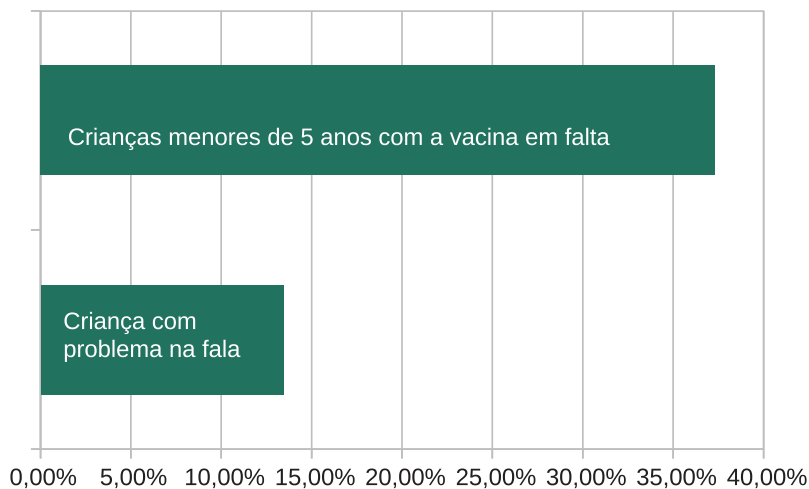 Crianças menores de 5 anos com a vacina em falta
Criança com
problema na fala
0,00% 5,00% 10,00% 15,00% 20,00% 25,00% 30,00% 35,00% 40,00%